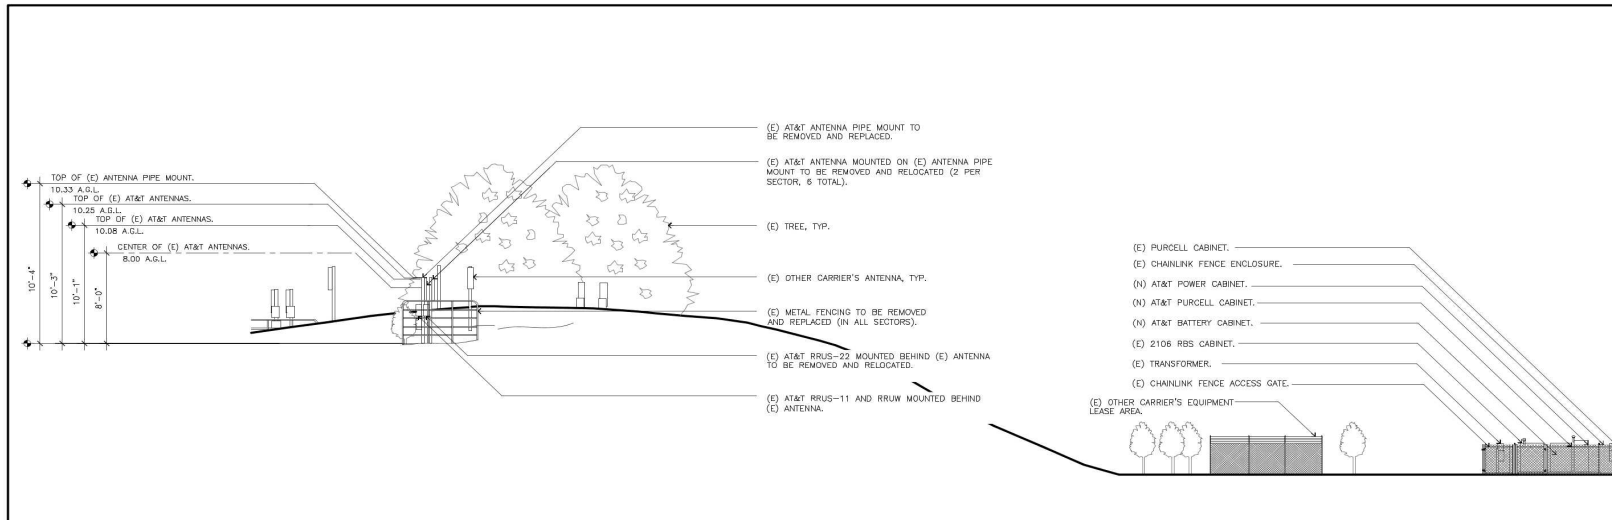 (E) AT&T ANTENNA PIPE MOUNT TO
BE REMOVED AND REPLACED.
(E) AT&T ANTENNA MOUNTED ON (E) ANTENNA PIPE
MOUNT TO BE REMOVED AND RELOCATED (2 PER
SECTOR, 6 TOTAL).
TOP OF (E) ANTENNA PIPE MOUNT.
10.33 A.G.L.
TOP OF (E) AT&T ANTENNAS.
10.25 A.G.L.
TOP OF (E) AT&T ANTENNAS.
10.08 A.G.L.
CENTER OF (E) AT&T ANTENNAS.
8.00 A.G.L.
10'-4"
10'-3"
10'-1"
8'-0"
(E) TREE, TYP.
(E) OTHER CARRIER'S ANTENNA, TYP.
(E) METAL FENCING TO BE REMOVED
AND REPLACED (IN ALL SECTORS).
(E) AT&T RRUS-22 MOUNTED BEHIND (E) ANTENNA
TO BE REMOVED AND RELOCATED.
(E) AT&T RRUS-11 AND RRUW MOUNTED BEHIND
(E) ANTENNA.
(E) PURCELL CABINET.
(E) CHAINLINK FENCE ENCLOSURE.
(N) AT&T POWER CABINET.
(N) AT&T PURCELL CABINET.
(N) AT&T BATTERY CABINET.
(E) 2106 RBS CABINET.
(E) TRANSFORMER.
(E) CHAINLINK FENCE ACCESS GATE.
(E) OTHER CARRIER'S EQUIPMENT
LEASE AREA.